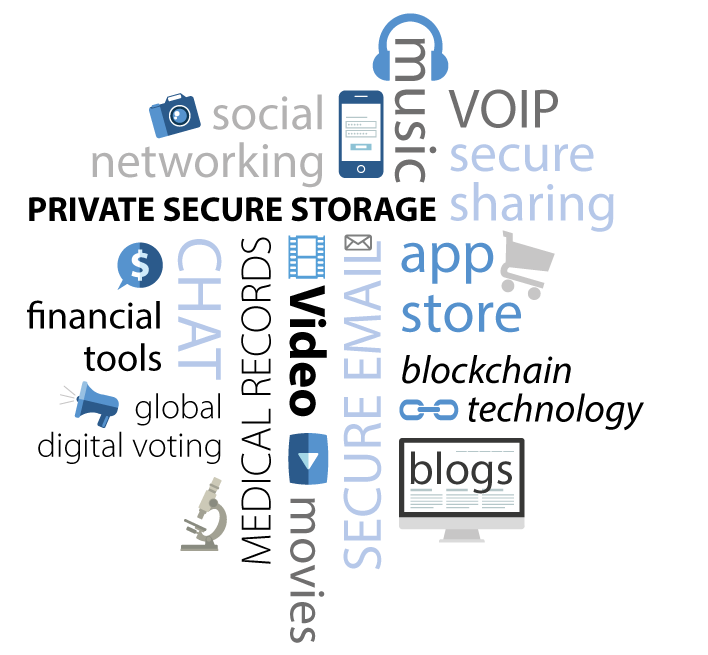 music
social
networking
VOIP
secure
sharing
PRIVATE SECURE STORAGE
$
financial
tools
CHAT
MEDICAL RECORDS
Video
movies
SECURE EMAIL
app
store
blockchain
technology
global
digital voting
blogs